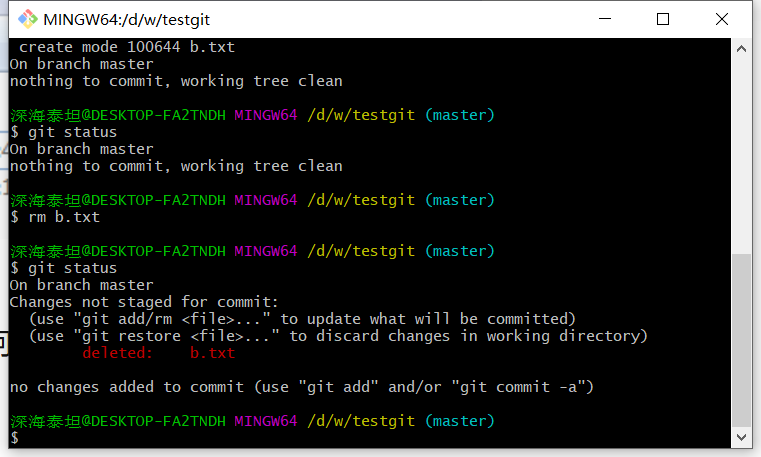 MINGW64:/d/w/testgit
create mode 100644 b.txt
On branch master
nothing to commit, working tree clean
深海泰坦@DESKTOP-FA2TNDH MINGW64 /d/w/testgit (master)
$ git status
On branch master
nothing to commit, working tree clean
深海泰坦@DESKTOP-FA2TNDH MINGW64 /d/w/testgit (master)
$ rm b.txt
深海泰坦@DESKTOP-FA2TNDH MINGW64 /d/w/testgit (master)
$ git status
On branch master
Changes not staged for commit:
(use "git add/rm <file>..." to update what will be committed)
(use "git restore <file>..." to discard changes in working directory)
deleted: b.txt
no changes added to commit (use "git add" and/or "git commit -a")
深海泰坦@DESKTOP-FA2TNDH MINGW64 /d/w/testgit (master)
$